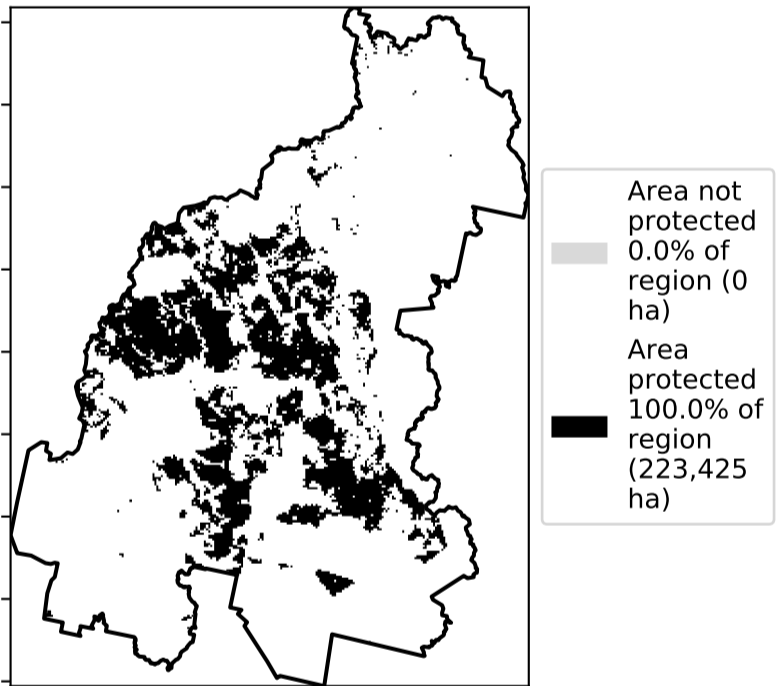 Area not
protected
0.0% of
region (0
ha)
Area
protected
100.0% of
region
(223,425
ha)